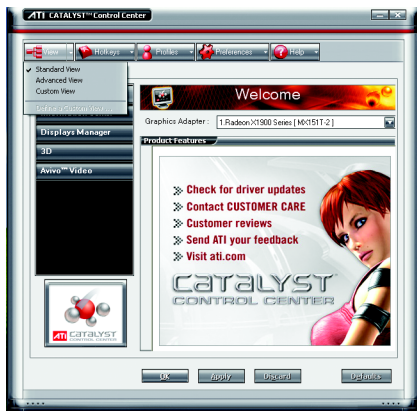 ATI CATALYST™ Control Center
View
Hotkeys
Profiles
Preferences
Help
Standard View
Advanced View
Custom View
Define a Custom View...
Welcome
Graphics Adapter :
1.Radeon X1900 Series [ MX151T-2 ]
Displays Manager
3D
Avivo™ Video
Product Features
Check for driver updates
Contact CUSTOMER CARE
Customer reviews
Send ATI your feedback
Visit ati.com
CATALYST
CONTROL CENTER
ATI CATALYST
CONTROL CENTER
OK
Apply
Discard
Defaults